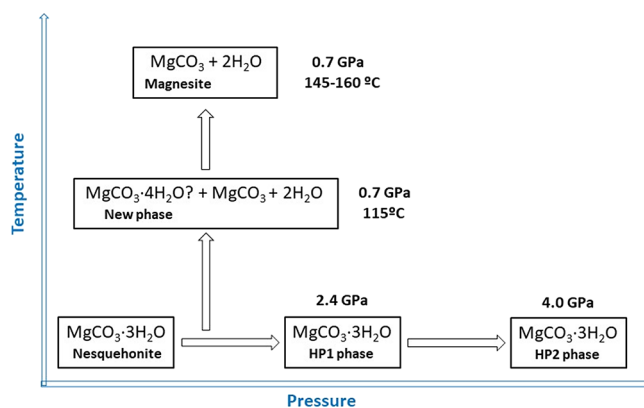 MgCO₃ + 2H₂O
Magnesite
0.7 GPa
145-160 ºC
MgCO₃·4H₂O? + MgCO₃ + 2H₂O
New phase
0.7 GPa
115ºC
2.4 GPa
4.0 GPa
MgCO₃·3H₂O
Nesquehonite
MgCO₃·3H₂O
HP1 phase
MgCO₃·3H₂O
HP2 phase
Temperature
Pressure